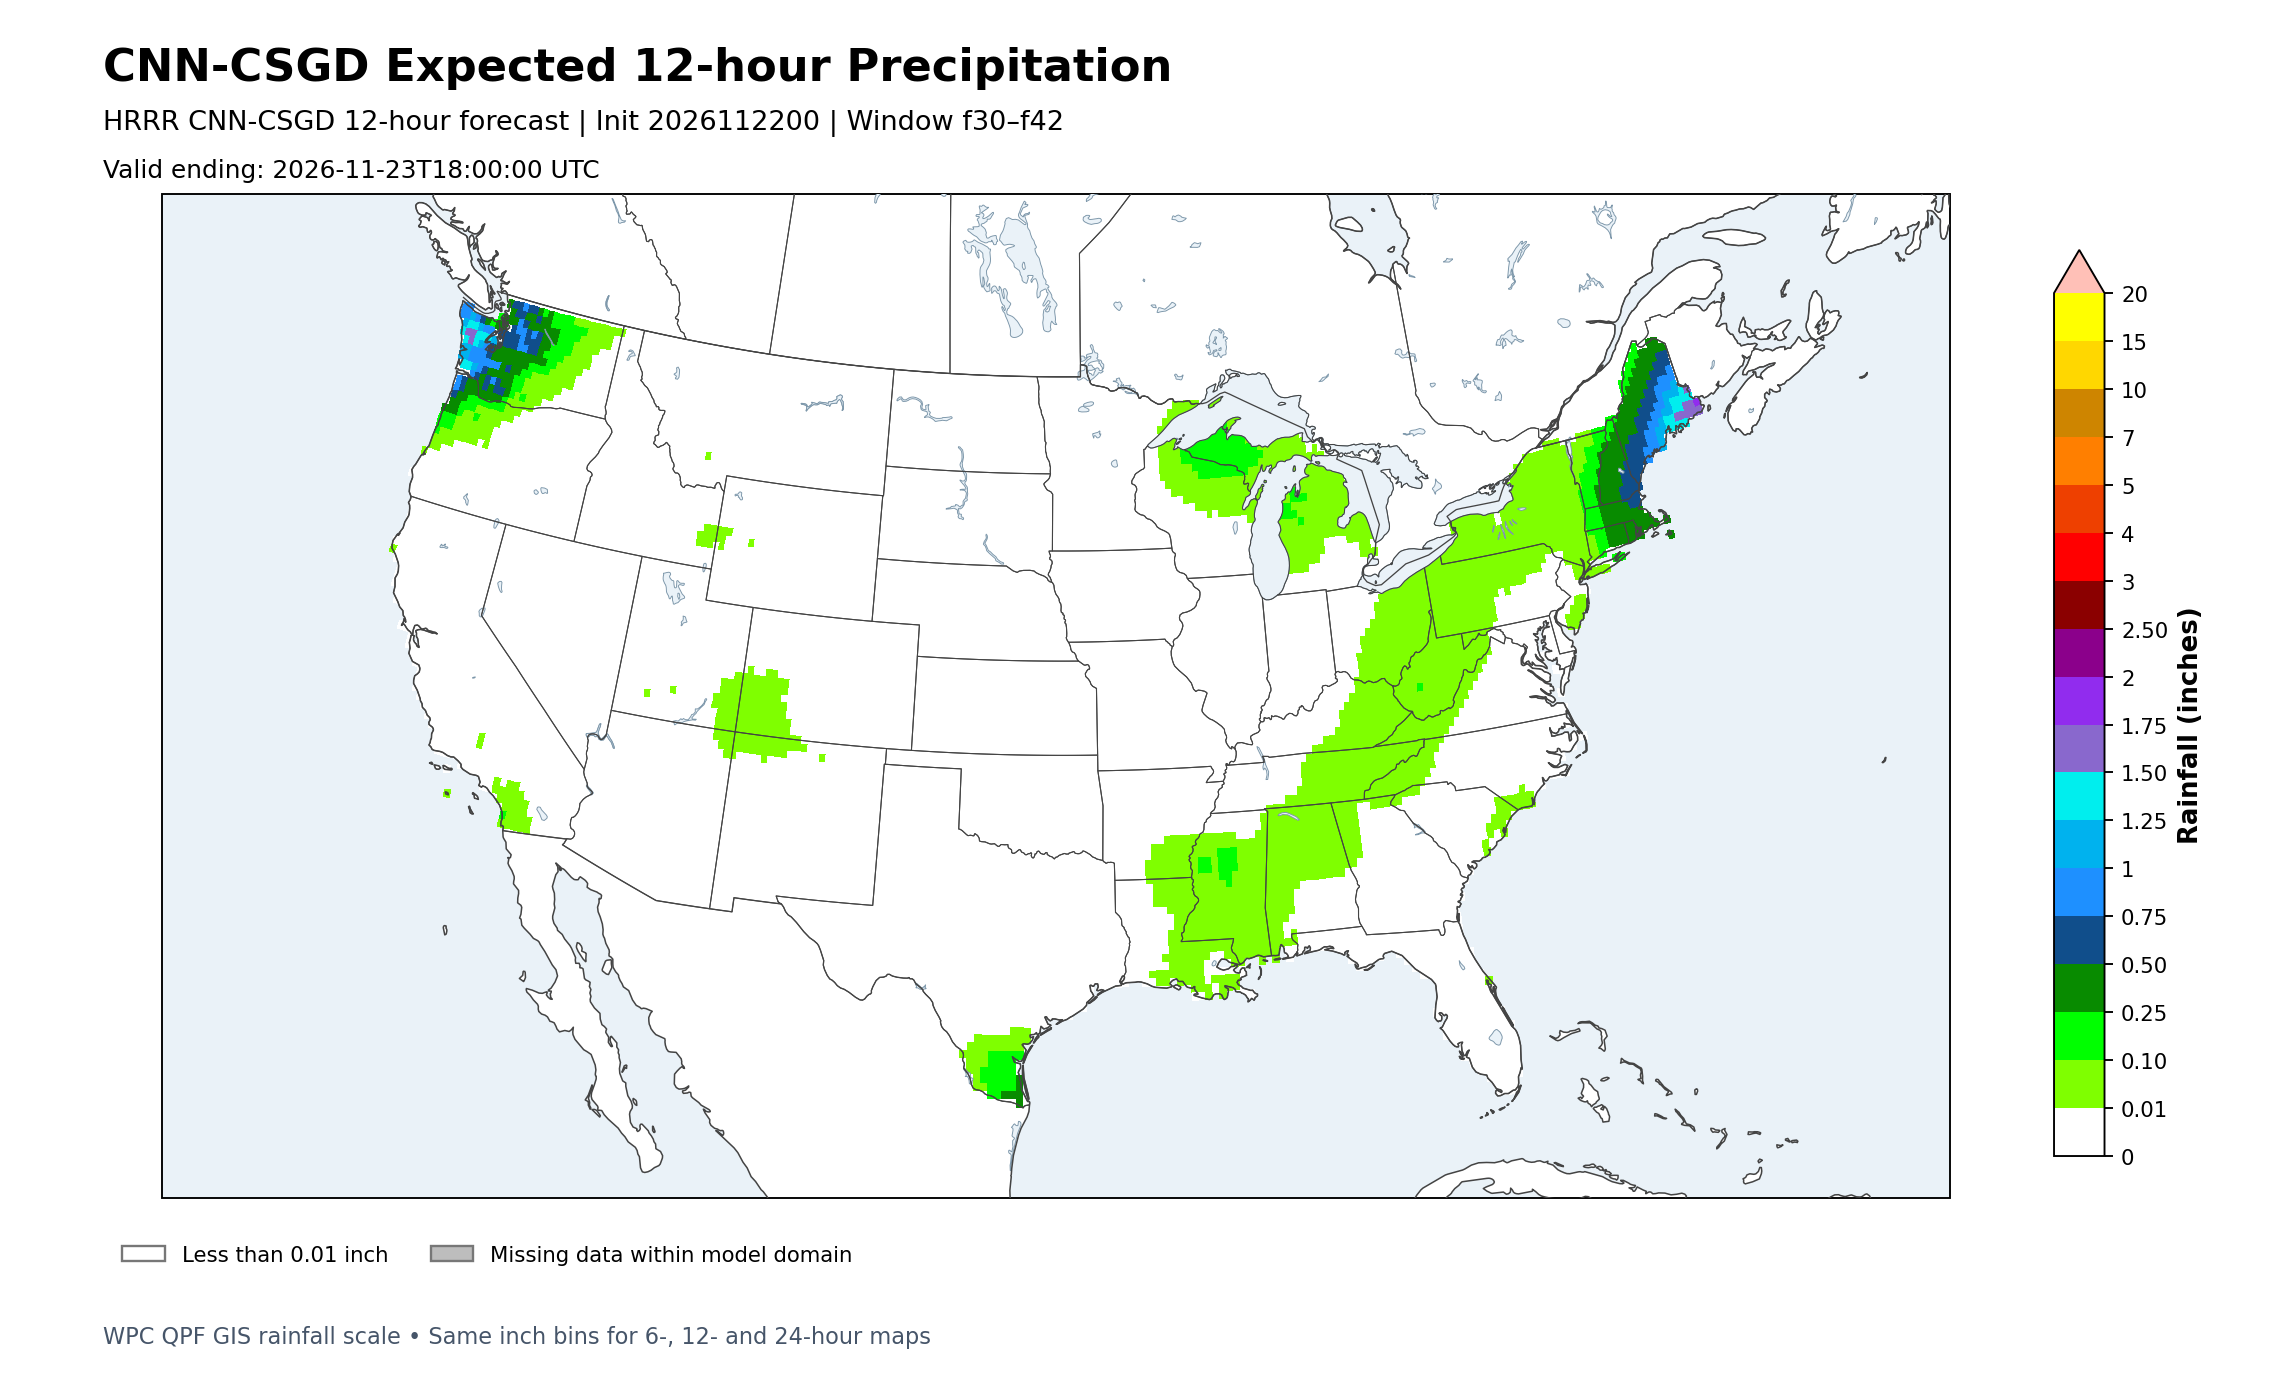 CNN-CSGD Expected 12-hour Precipitation
HRRR CNN-CSGD 12-hour forecast | Init 2026112200 | Window f30–f42
Valid ending: 2026-11-23T18:00:00 UTC
20
15
10
7
5
4
3
2.50
2
1.75
1.50
1.25
1
0.75
0.50
0.25
0.10
0.01
0
Rainfall (inches)
Less than 0.01 inch
Missing data within model domain
WPC QPF GIS rainfall scale • Same inch bins for 6-, 12- and 24-hour maps